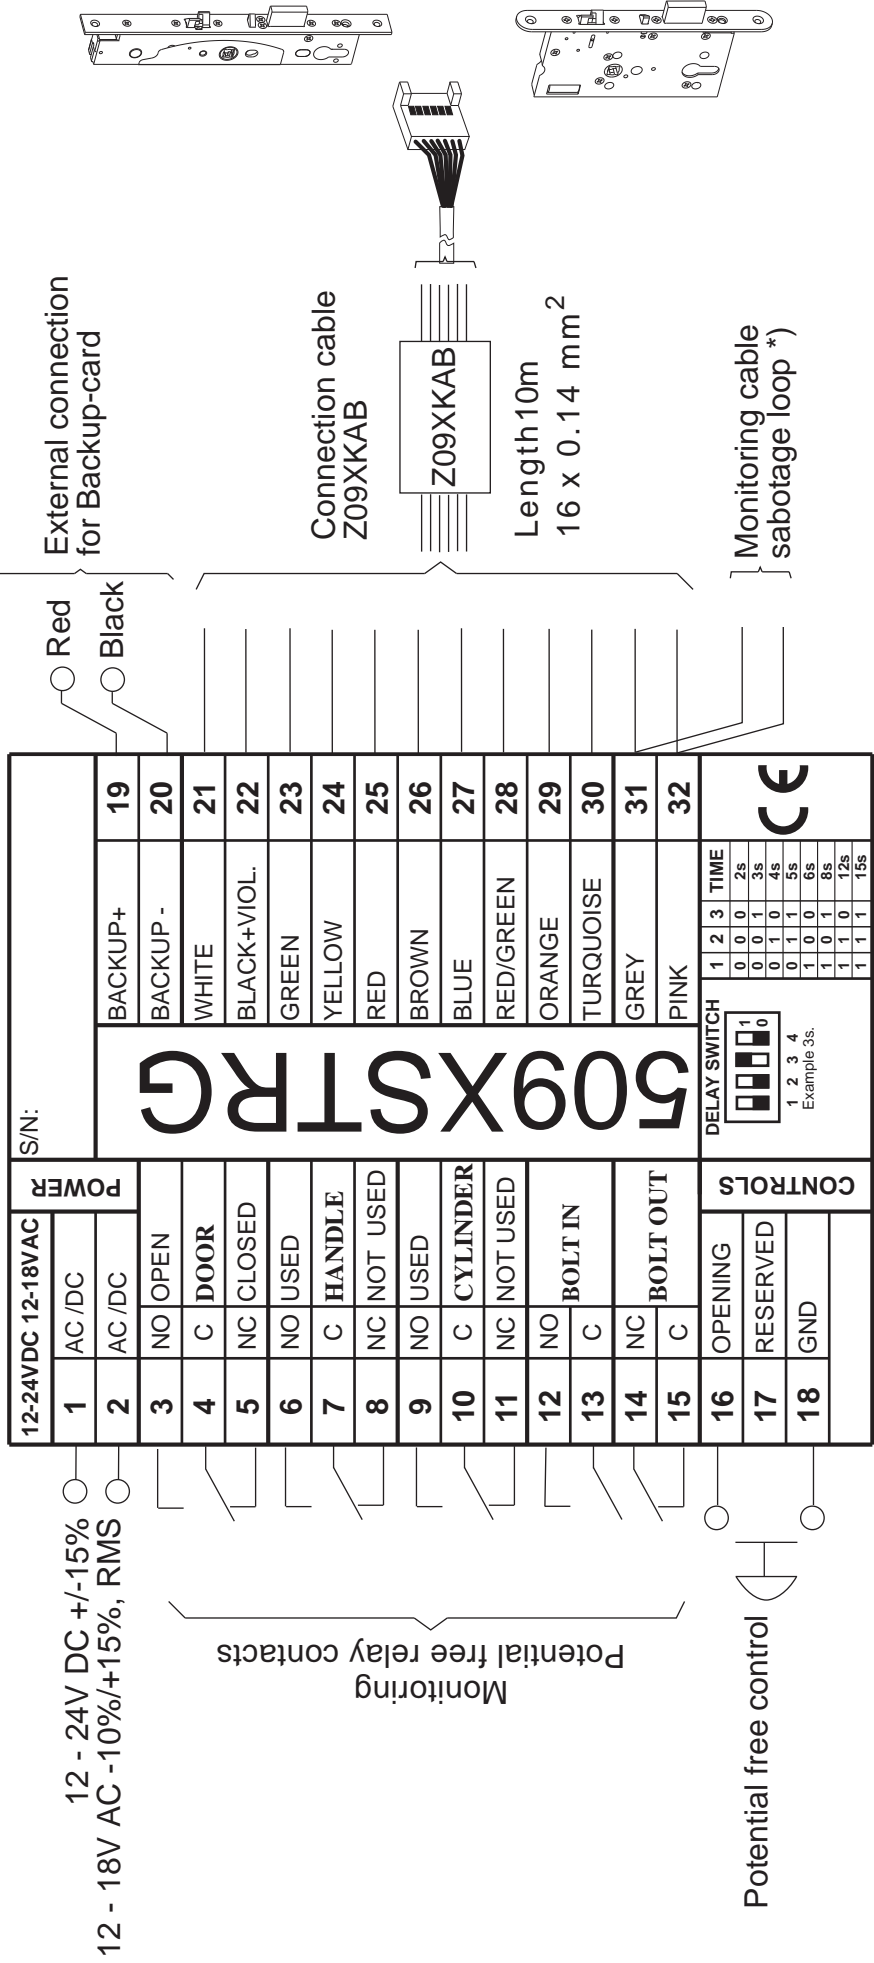 External connection
for Backup-card
Red
Black
12 - 24V DC +/-15%
12 - 18V AC -10%/+15%, RMS
12-24VDC 12-18VAC
POWER
S/N:
1 AC /DC
BACKUP+ 19
2 AC /DC
BACKUP - 20
3 NO OPEN
WHITE 21
4 C DOOR
BLACK+VIOL. 22
5 NC CLOSED
GREEN 23
6 NO USED
YELLOW 24
7 C HANDLE
RED 25
8 NC NOT USED
BROWN 26
9 NO USED
BLUE 27
10 C CYLINDER
RED/GREEN 28
11 NC NOT USED
ORANGE 29
12 NO
BOLT IN
TURQUOISE 30
13 C
GREY 31
14 NC
BOLT OUT
PINK 32
15 C
509XSTRG
16 OPENING
17 RESERVED
18 GND
CONTROLS
DELAY SWITCH
1
0
1 2 3 4
Example 3s.
1 2 3 TIME
0 0 0 2s
0 0 1 3s
0 1 0 4s
0 1 1 5s
1 0 0 6s
1 0 1 8s
1 1 0 12s
1 1 1 15s
CE
Monitoring
Potential free relay contacts
Potential free control
Connection cable
Z09XKAB
Z09XKAB
Length10m
16 x 0.14 mm²
Monitoring cable
sabotage loop *)